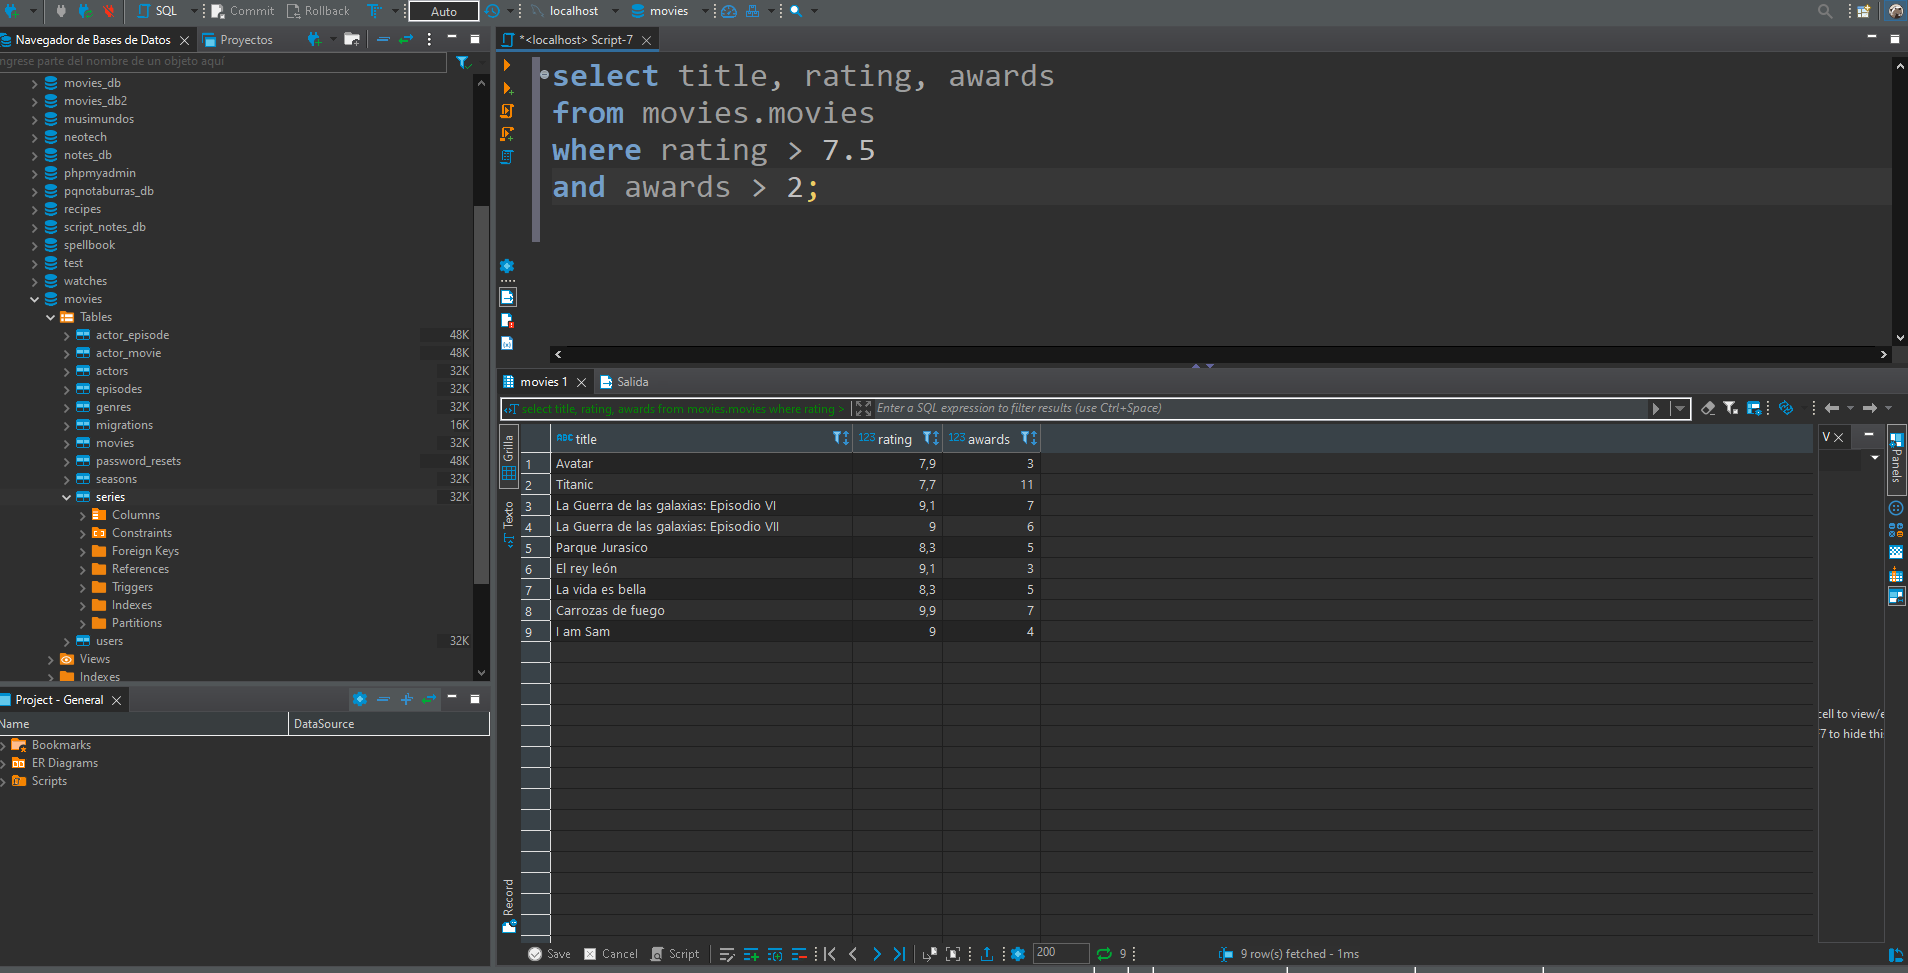 SQL Commit Rollback Auto localhost movies
Navegador de Bases de Datos Proyectos
ngrese parte del nombre de un objeto aquí
movies_db
movies_db2
musimundos
neotech
notes_db
phpmyadmin
pqnotaburras_db
recipes
script_notes_db
spellbook
test
watches
movies
Tables
actor_episode 48K
actor_movie 48K
actors 32K
episodes 32K
genres 32K
migrations 16K
movies 32K
password_resets 48K
seasons 32K
series 32K
Columns
Constraints
Foreign Keys
References
Triggers
Indexes
Partitions
users 32K
Views
Indexes
Project - General
Name DataSource
Bookmarks
ER Diagrams
Scripts
*<localhost> Script-7
select title, rating, awards
from movies.movies
where rating > 7.5
and awards > 2;
movies 1 Salida
select title, rating, awards from movies.movies where rating > Enter a SQL expression to filter results (use Ctrl+Space)
Grilla
Texto
Record
ABC title 123 rating 123 awards
1 Avatar 7,9 3
2 Titanic 7,7 11
3 La Guerra de las galaxias: Episodio VI 9,1 7
4 La Guerra de las galaxias: Episodio VII 9 6
5 Parque Jurasico 8,3 5
6 El rey león 9,1 3
7 La vida es bella 8,3 5
8 Carrozas de fuego 9,9 7
9 I am Sam 9 4
V
Panels
cell to view/e
7 to hide thi
Save Cancel Script 200 9 9 row(s) fetched - 1ms